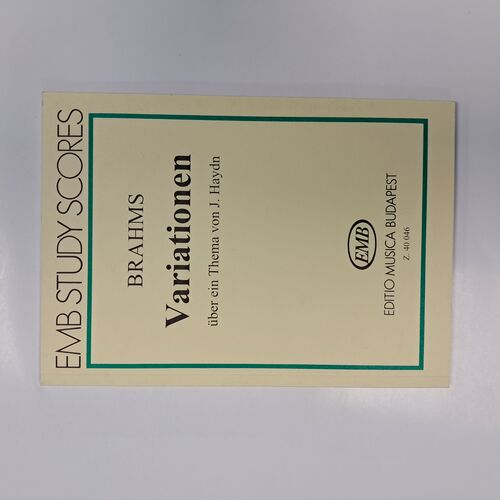 EMB STUDY SCORES
BRAHMS
Variationen
über ein Thema von J. Haydn
EMB
EDITIO MUSICA BUDAPEST
Z. 40 046